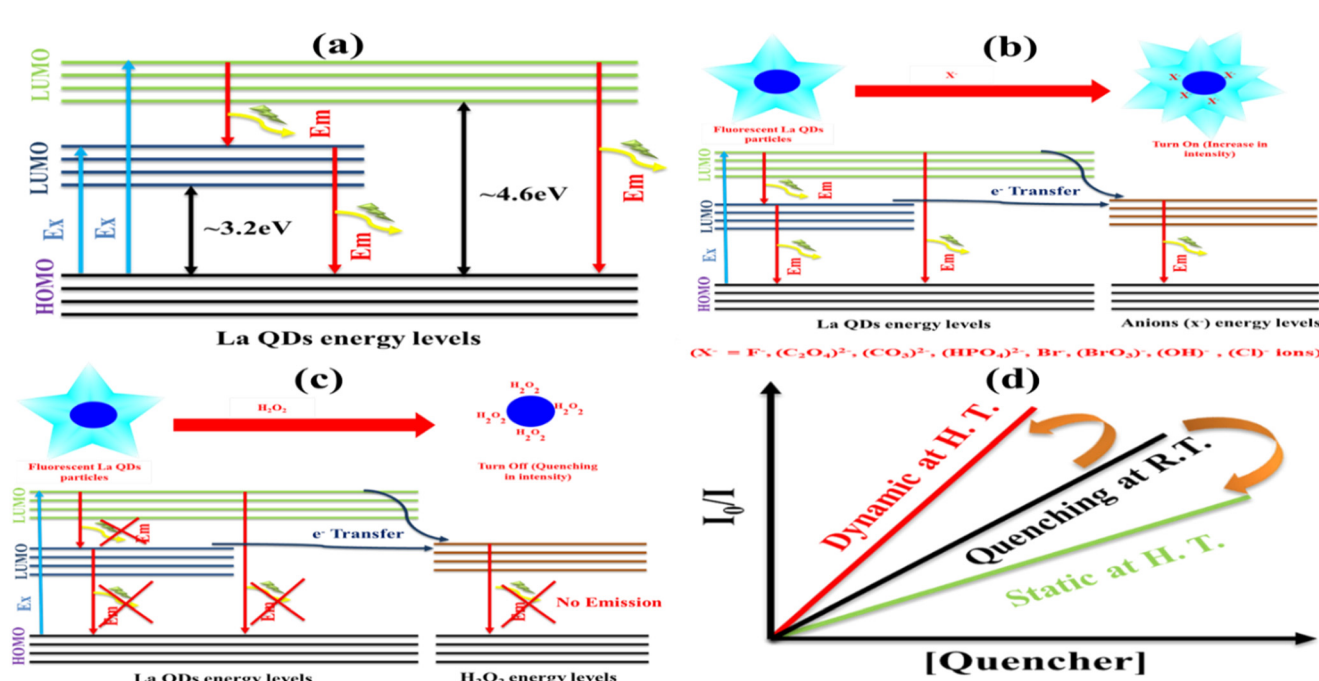 (a)
LUMO
LUMO
HOMO
Ex
Ex
Em
Em
Em
~3.2eV
~4.6eV
La QDs energy levels
(b)
X-
Fluorescent La QDs
particles
X-
X-
X-
X-
Turn On (Increase in
intensity)
LUMO
LUMO
HOMO
Ex
Em
Em
Em
Em
e- Transfer
La QDs energy levels
Anions (x-) energy levels
(X- = F-, (C₂O₄)²-, (CO₃)²-, (HPO₄)²-, Br-, (BrO₃)-, (OH)- , (Cl)- ions)
(c)
H₂O₂
Fluorescent La QDs
particles
H₂O₂
H₂O₂
H₂O₂
H₂O₂
Turn Off (Quenching
in intensity)
LUMO
LUMO
HOMO
Ex
Em
Em
Em
Em
e- Transfer
No Emission
La QDs energy levels
H₂O₂ energy levels
(d)
I₀/I
Dynamic at H. T.
Quenching at R.T.
Static at H. T.
[Quencher]